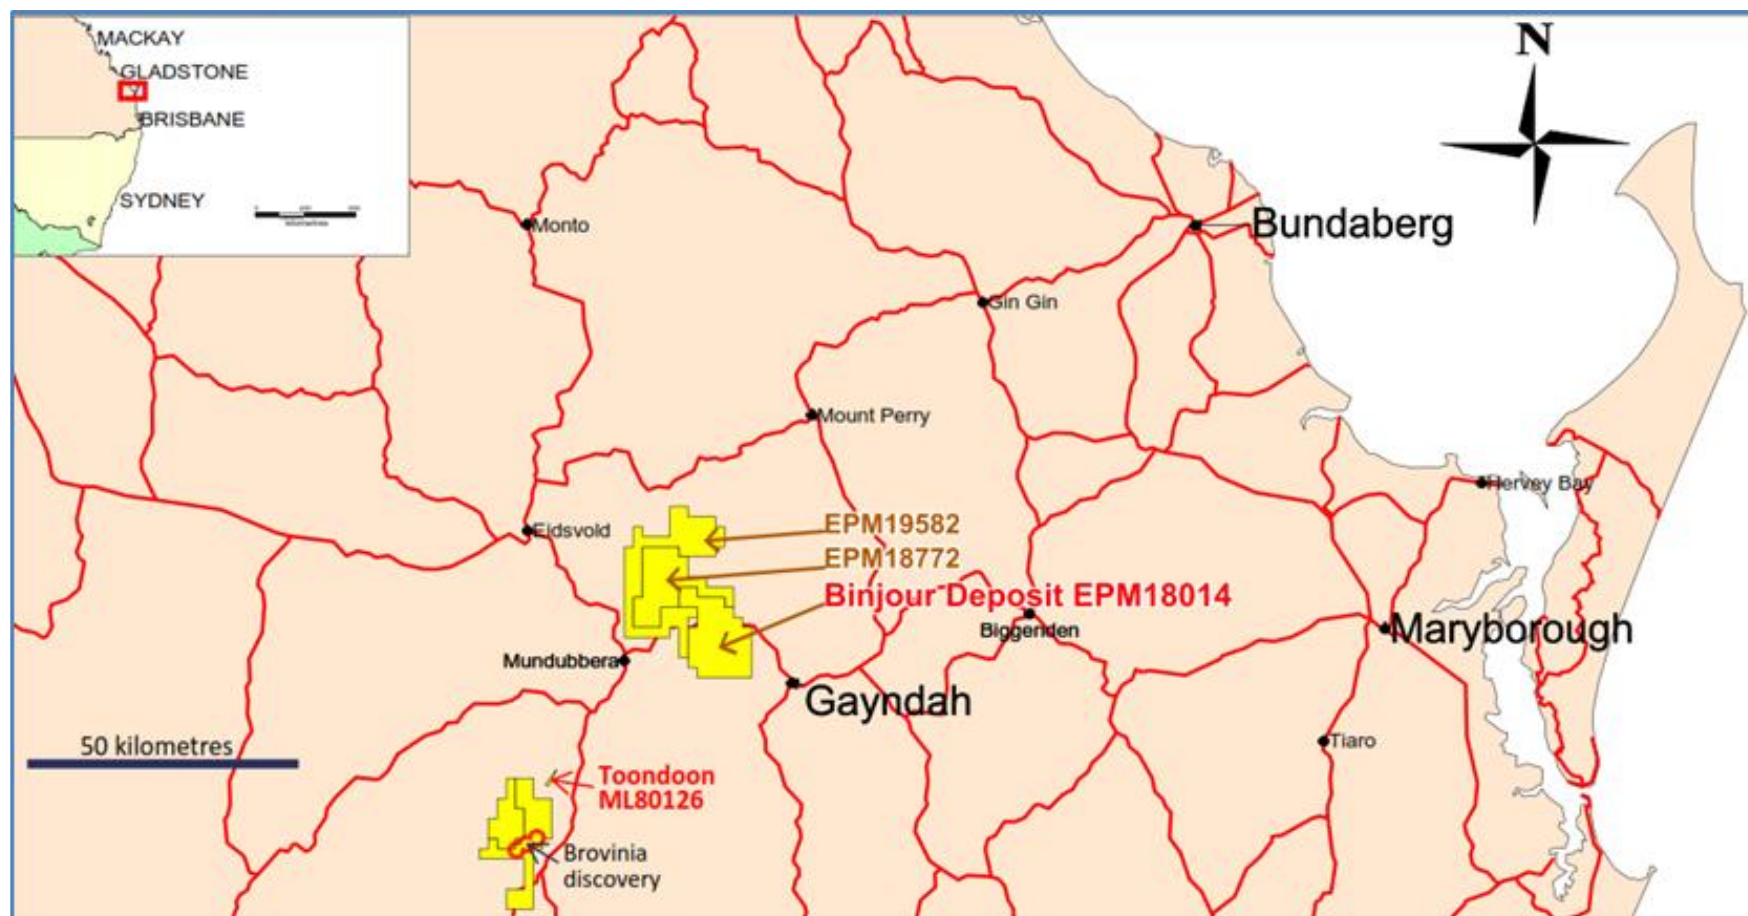 MACKAY
GLADSTONE
BRISBANE
SYDNEY
N
Monto
Bundaberg
Gin Gin
Mount Perry
Hervey Bay
Eidsvold
EPM19582
EPM18772
Binjour Deposit EPM18014
Biggenden
Maryborough
Mundubbera
Gayndah
50 kilometres
Tiaro
Toondoon
ML80126
Brovinia
discovery